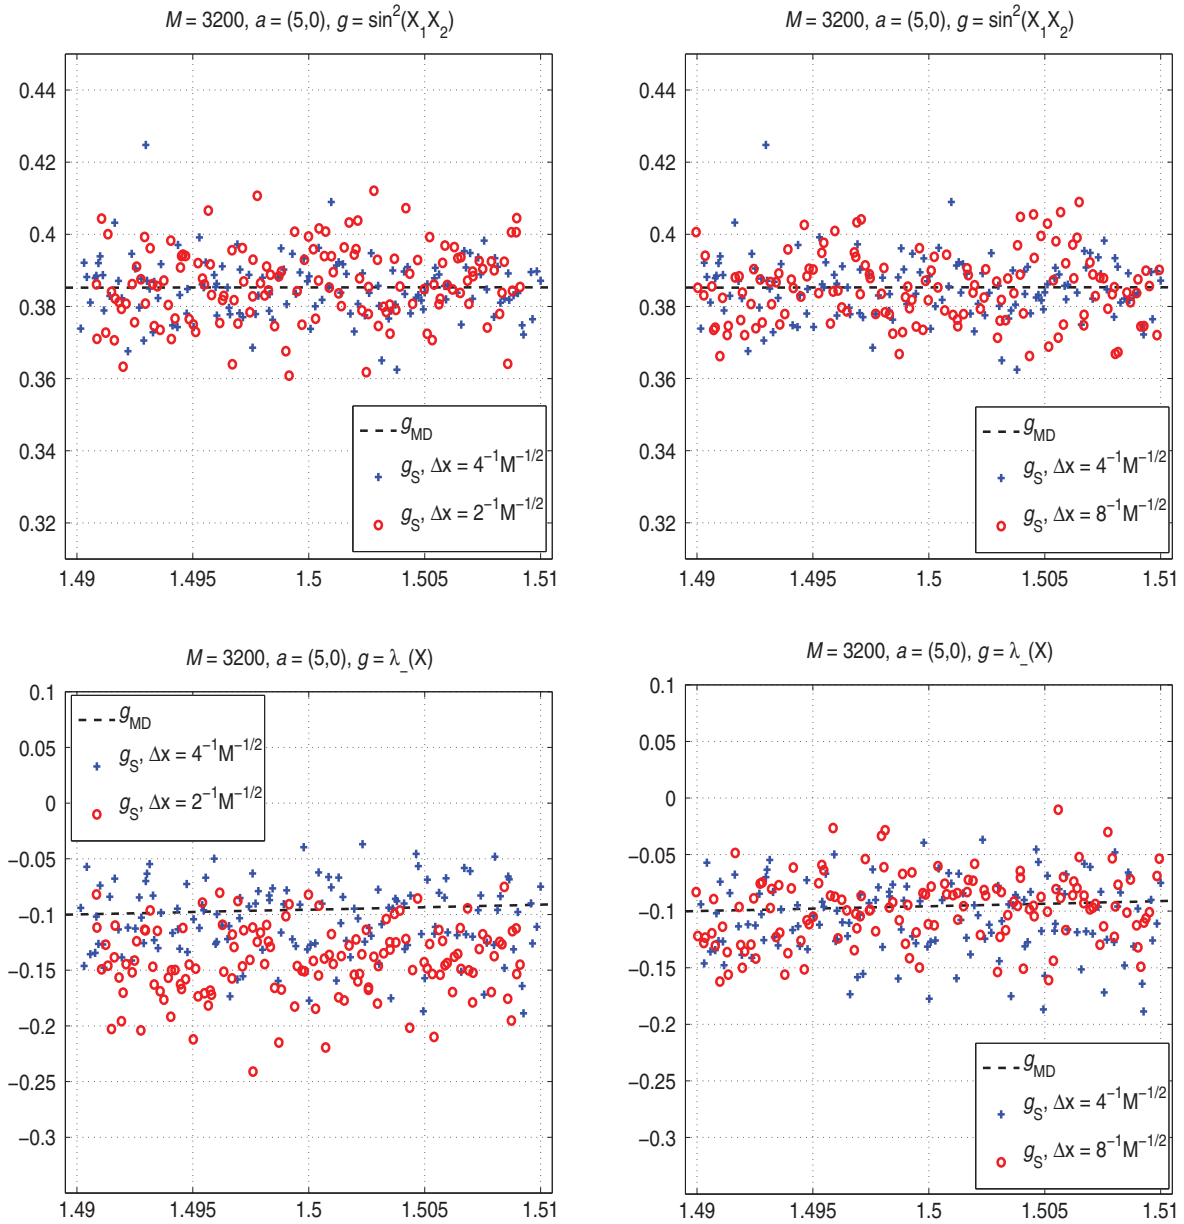 M = 3200, a = (5,0), g = sin²(X₁X₂)
0.44
0.42
0.4
0.38
0.36
0.34
0.32
g_MD
g_S, Δx = 4⁻¹M⁻¹/²
g_S, Δx = 2⁻¹M⁻¹/²
1.49 1.495 1.5 1.505 1.51
M = 3200, a = (5,0), g = sin²(X₁X₂)
0.44
0.42
0.4
0.38
0.36
0.34
0.32
g_MD
g_S, Δx = 4⁻¹M⁻¹/²
g_S, Δx = 8⁻¹M⁻¹/²
1.49 1.495 1.5 1.505 1.51
M = 3200, a = (5,0), g = λ_−(X)
0.1
0.05
0
−0.05
−0.1
−0.15
−0.2
−0.25
−0.3
g_MD
g_S, Δx = 4⁻¹M⁻¹/²
g_S, Δx = 2⁻¹M⁻¹/²
1.49 1.495 1.5 1.505 1.51
M = 3200, a = (5,0), g = λ_−(X)
0.1
0.05
0
−0.05
−0.1
−0.15
−0.2
−0.25
−0.3
g_MD
g_S, Δx = 4⁻¹M⁻¹/²
g_S, Δx = 8⁻¹M⁻¹/²
1.49 1.495 1.5 1.505 1.51